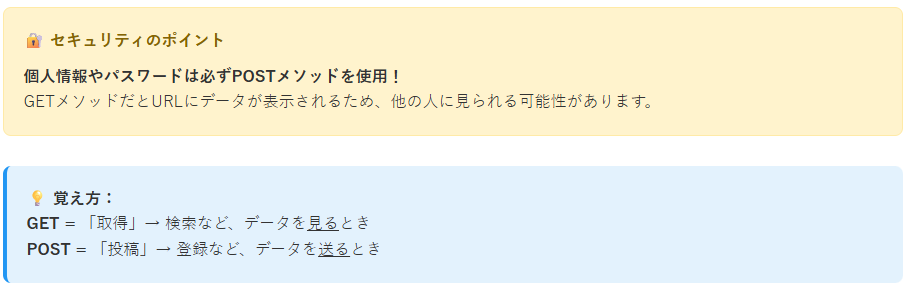 🔐 セキュリティのポイント
個人情報やパスワードは必ずPOSTメソッドを使用！
GETメソッドだとURLにデータが表示されるため、他の人に見られる可能性があります。
💡 覚え方：
GET = 「取得」→ 検索など、データを見るとき
POST = 「投稿」→ 登録など、データを送るとき